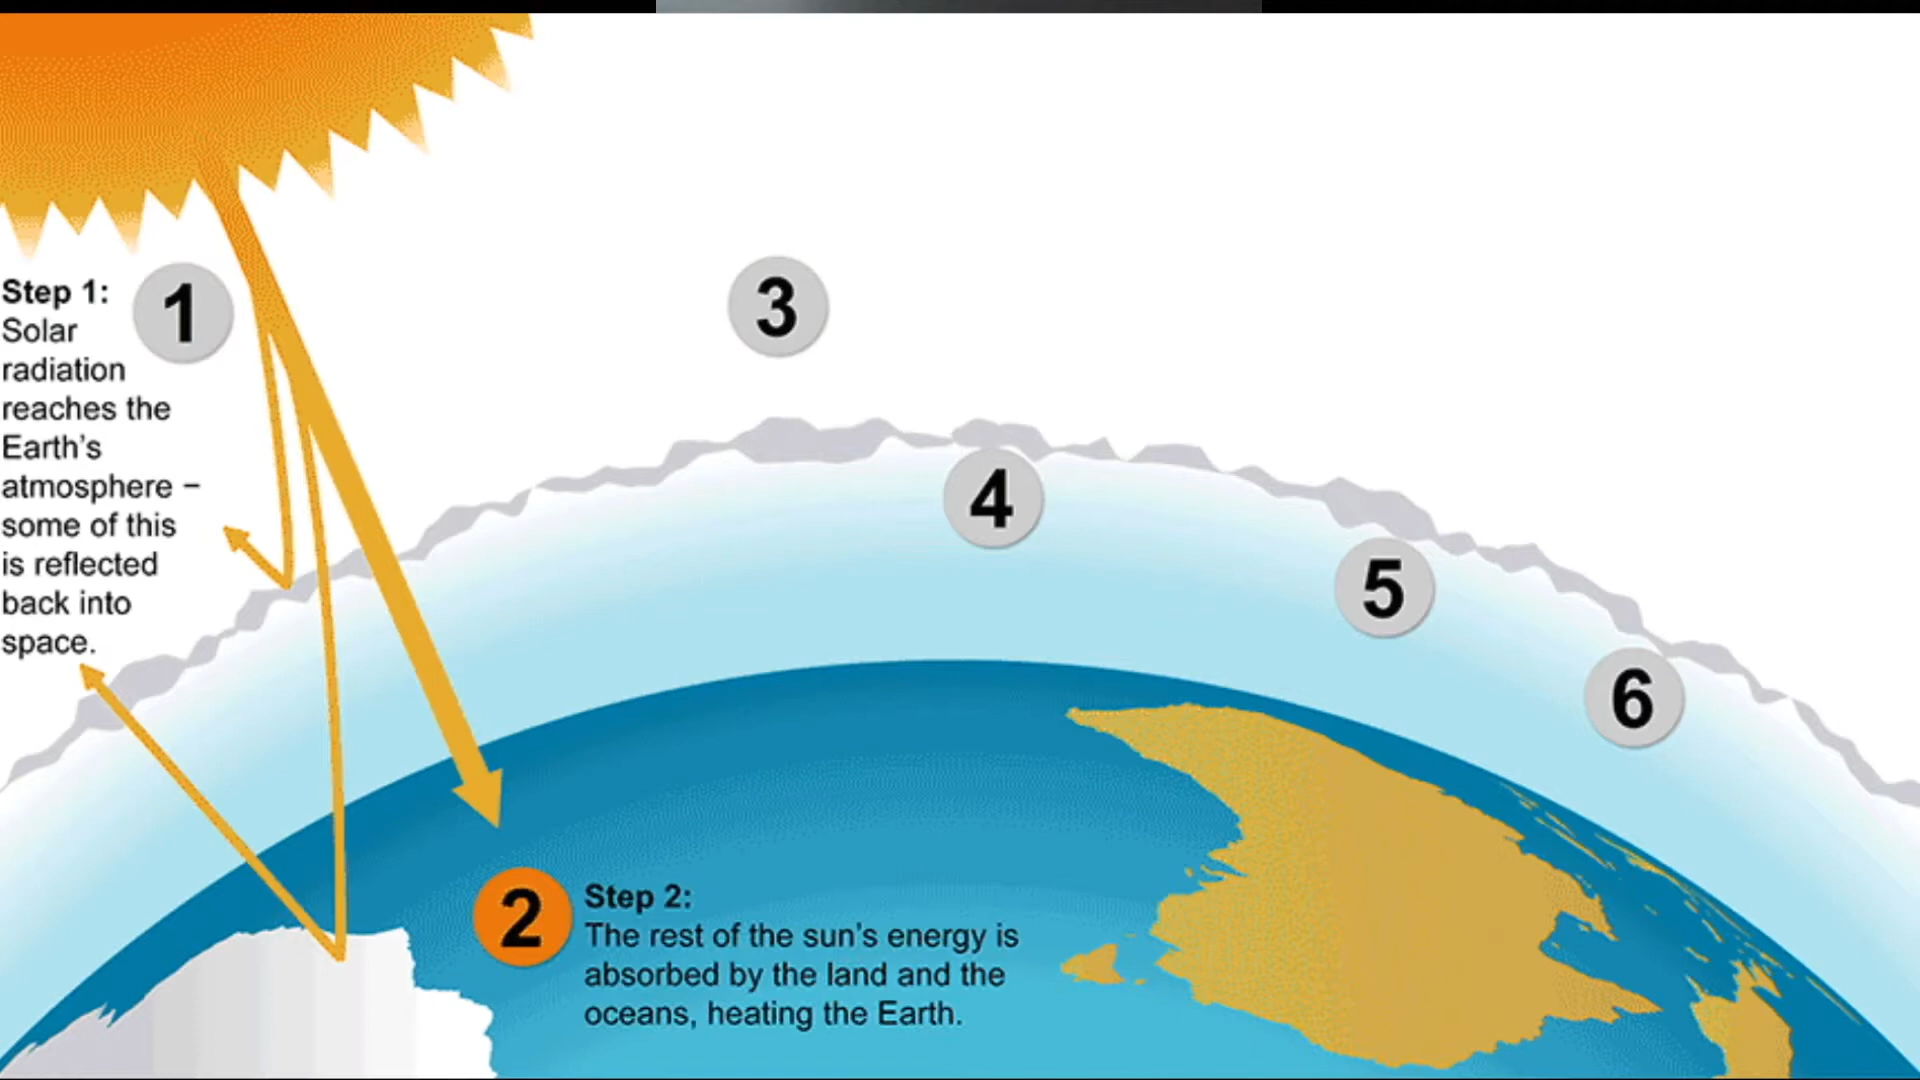 Step 1:
Solar
radiation
reaches the
Earth's
atmosphere –
some of this
is reflected
back into
space.
1
3
4
5
6
2
Step 2:
The rest of the sun's energy is
absorbed by the land and the
oceans, heating the Earth.